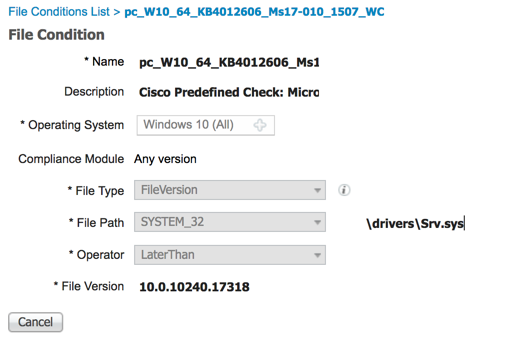 File Conditions List > pc_W10_64_KB4012606_Ms17-010_1507_WC
File Condition
* Name pc_W10_64_KB4012606_Ms1
Description Cisco Predefined Check: Micro
* Operating System Windows 10 (All)
Compliance Module Any version
* File Type FileVersion
* File Path SYSTEM_32 \drivers\Srv.sys
* Operator LaterThan
* File Version 10.0.10240.17318
Cancel